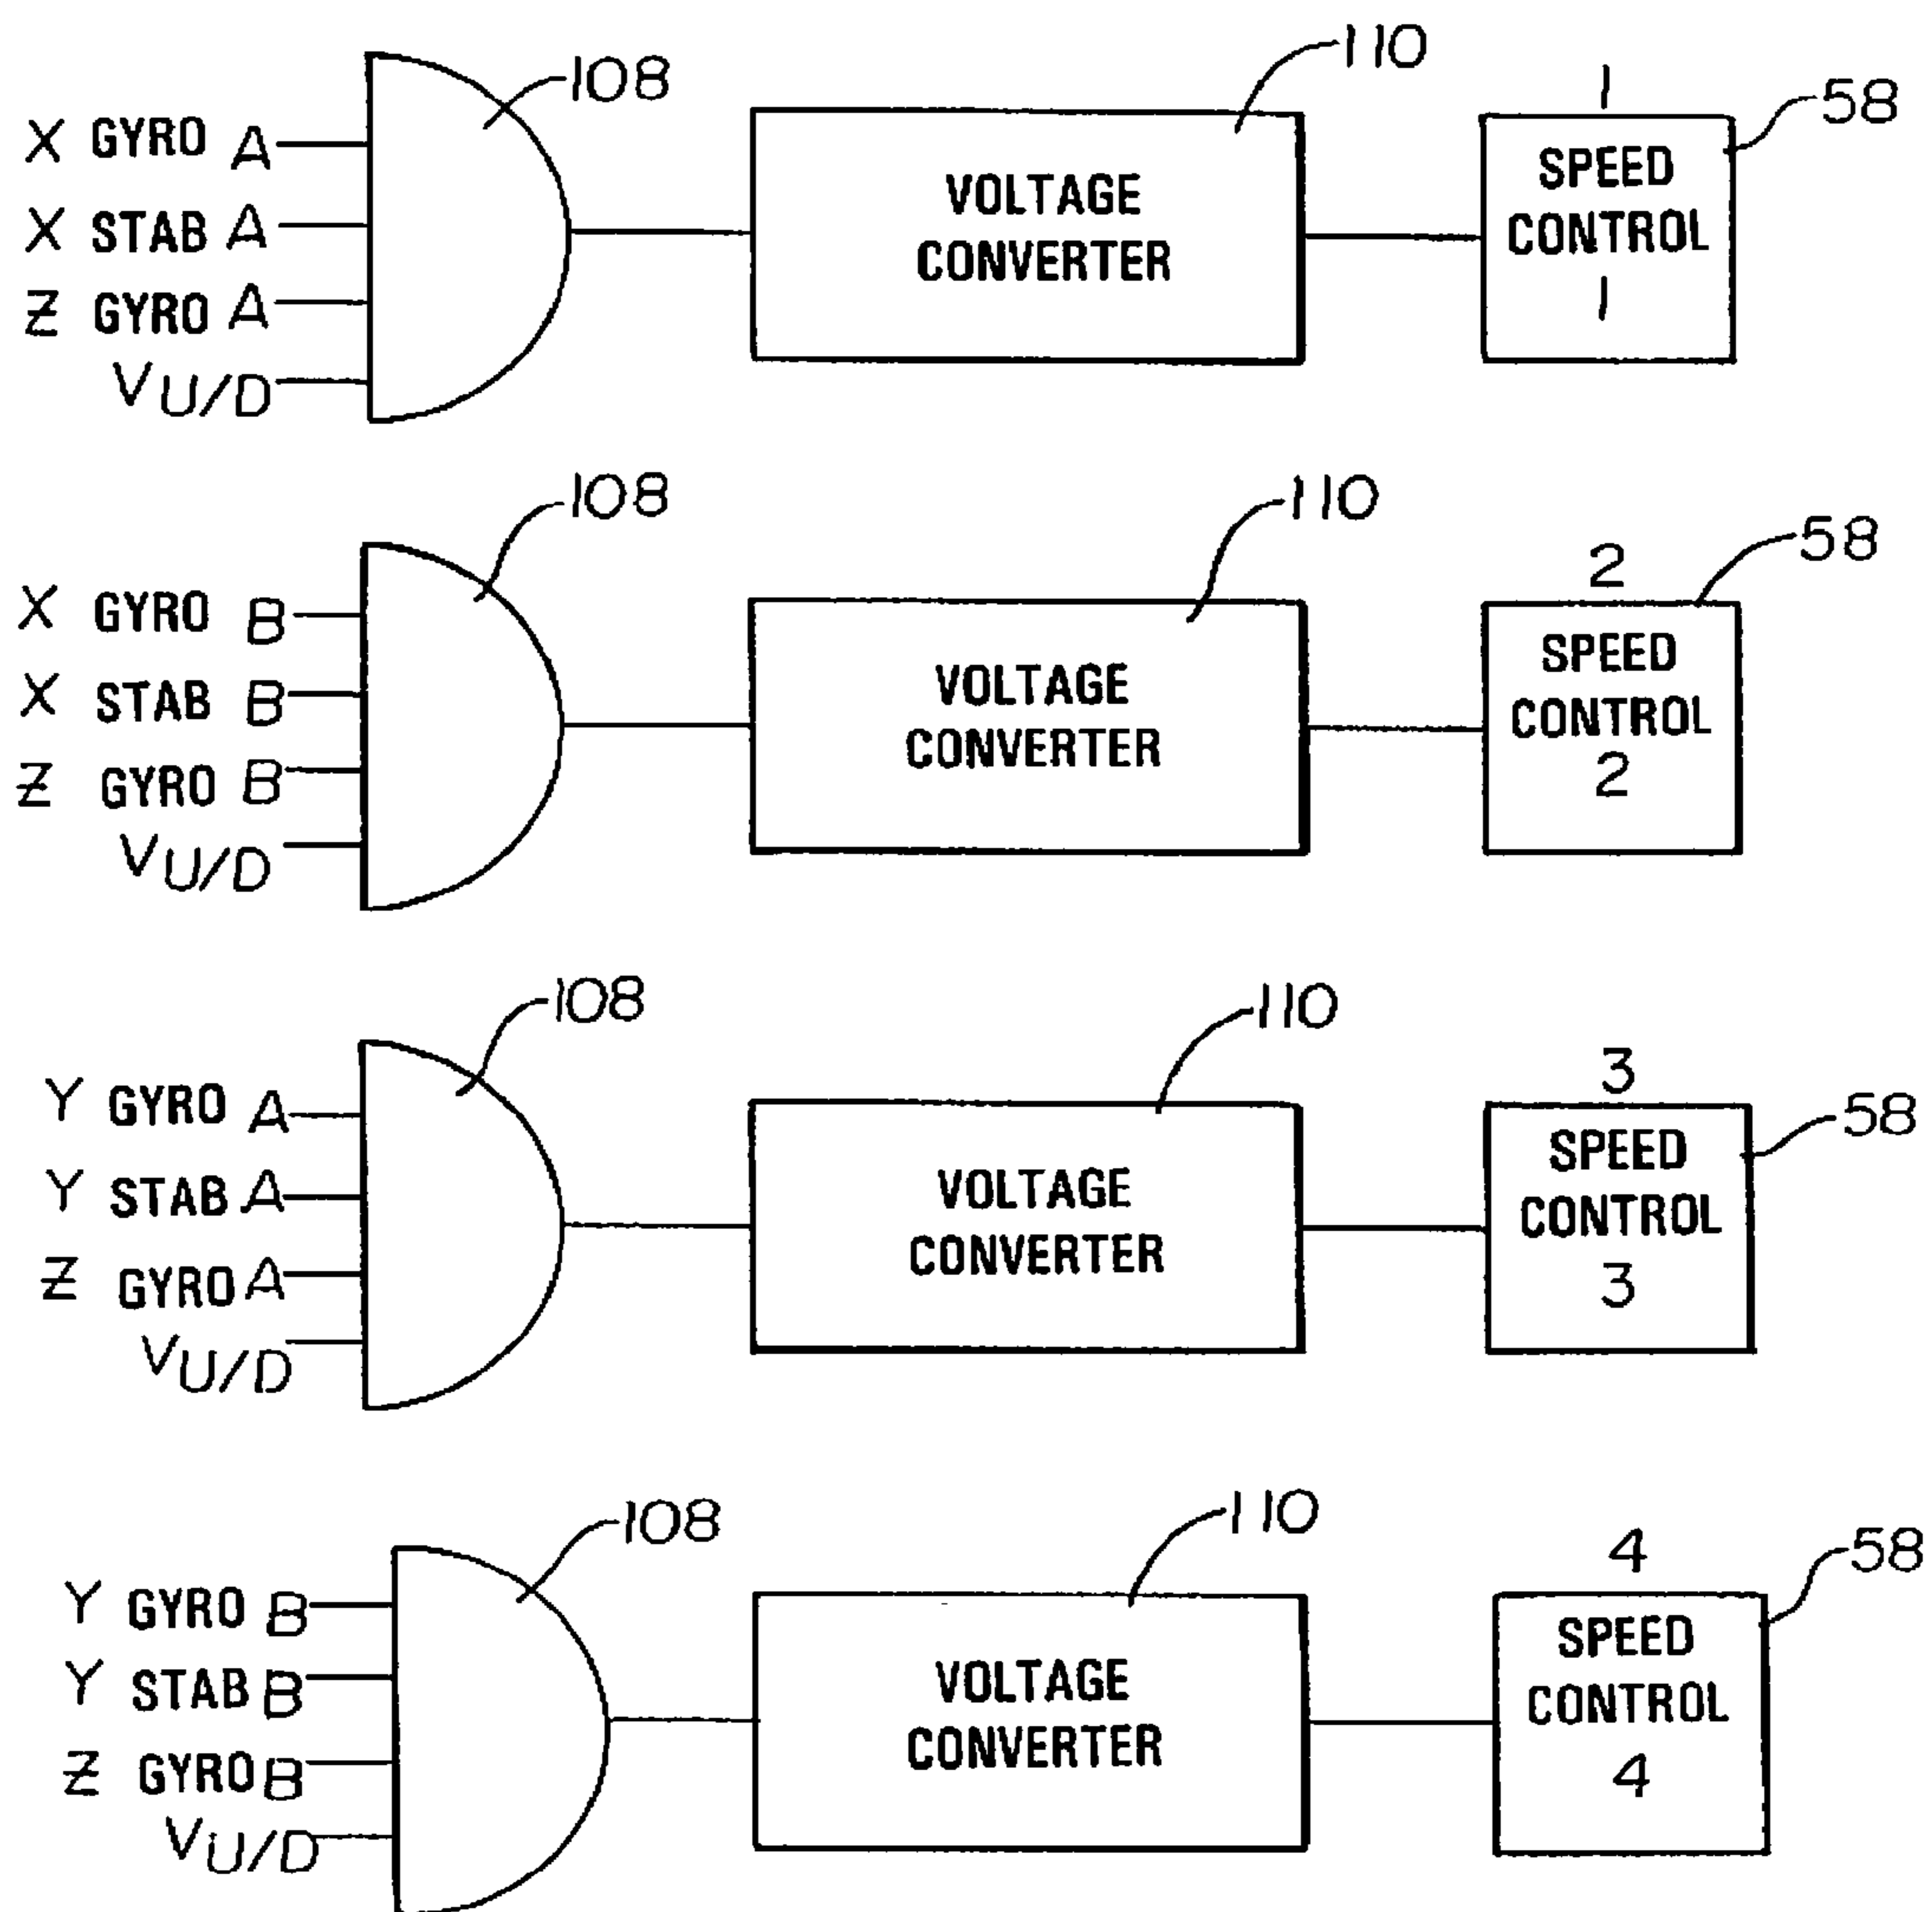 108
110
1
58
X GYRO A
X STAB A
Z GYRO A
VU/D
VOLTAGE
CONVERTER
SPEED
CONTROL
1
108
110
2
58
X GYRO B
X STAB B
Z GYRO B
VU/D
VOLTAGE
CONVERTER
SPEED
CONTROL
2
108
110
3
58
Y GYRO A
Y STAB A
Z GYRO A
VU/D
VOLTAGE
CONVERTER
SPEED
CONTROL
3
108
110
4
58
Y GYRO B
Y STAB B
Z GYRO B
VU/D
VOLTAGE
CONVERTER
SPEED
CONTROL
4